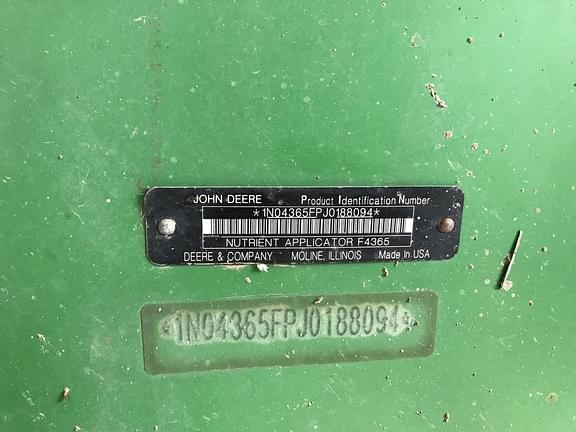 JOHN DEERE Product Identification Number
*1N04365FPJ0188094*
NUTRIENT APPLICATOR F4365
DEERE & COMPANY MOLINE, ILLINOIS Made In USA
*1N04365FPJ0188094*